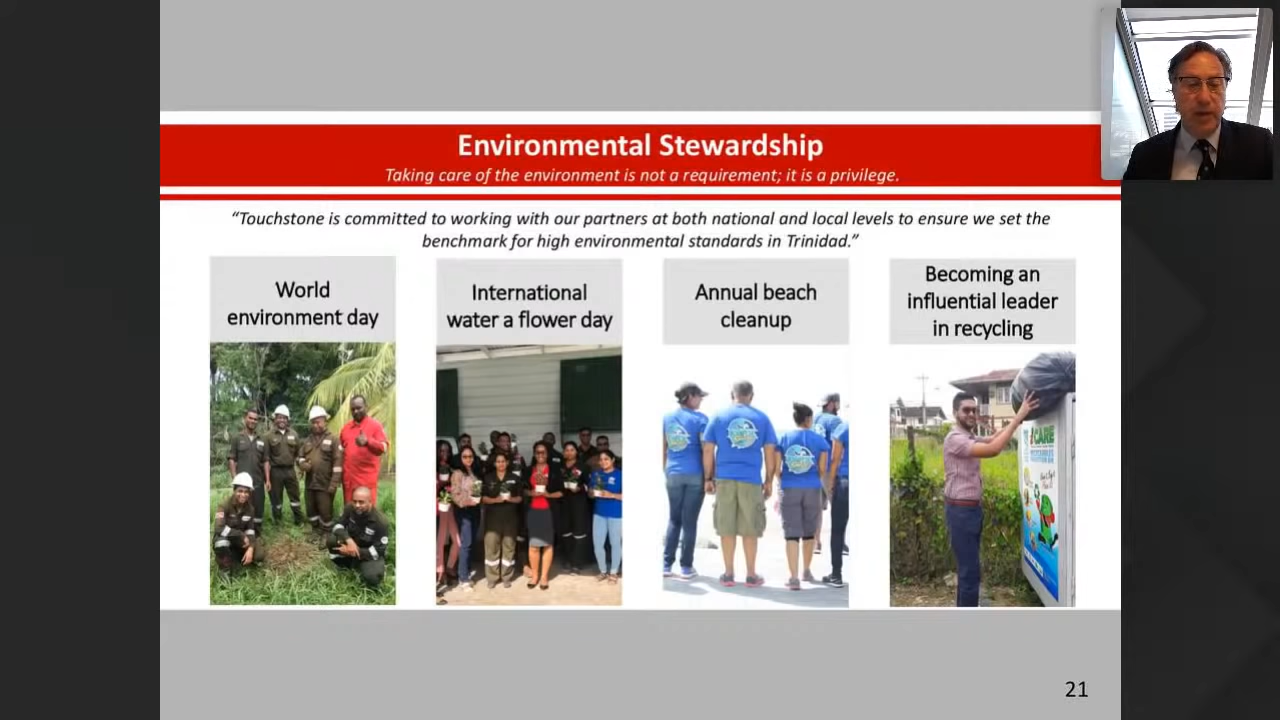 Environmental Stewardship
Taking care of the environment is not a requirement; it is a privilege.
“Touchstone is committed to working with our partners at both national and local levels to ensure we set the
benchmark for high environmental standards in Trinidad.”
World
environment day
International
water a flower day
Annual beach
cleanup
Becoming an
influential leader
in recycling
CARE
21